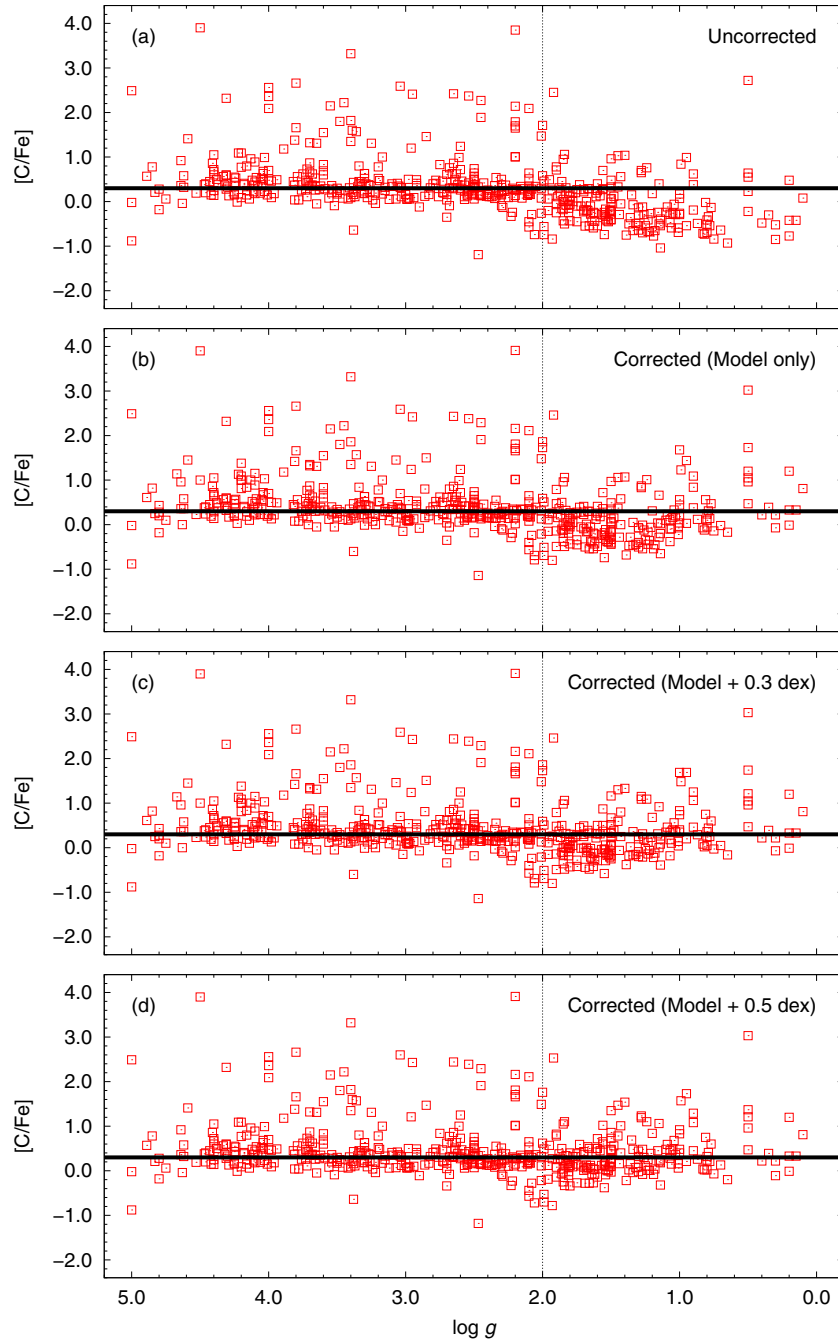 4.0
(a)
Uncorrected
3.0
2.0
1.0
0.0
−1.0
−2.0
[C/Fe]
4.0
(b)
Corrected (Model only)
3.0
2.0
1.0
0.0
−1.0
−2.0
[C/Fe]
4.0
(c)
Corrected (Model + 0.3 dex)
3.0
2.0
1.0
0.0
−1.0
−2.0
[C/Fe]
4.0
(d)
Corrected (Model + 0.5 dex)
3.0
2.0
1.0
0.0
−1.0
−2.0
[C/Fe]
5.0 4.0 3.0 2.0 1.0 0.0
log g